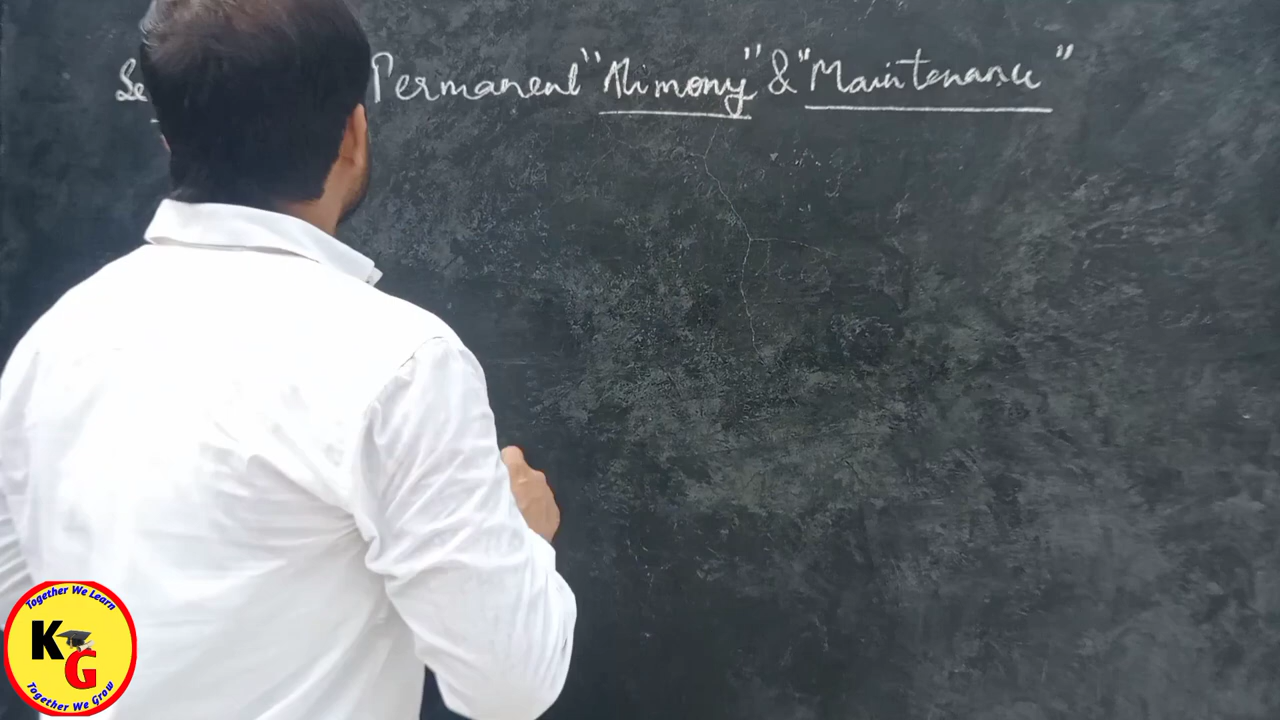 Permanent "Alimony" & "Maintenance"
Together We Learn
KG
Together We Grow